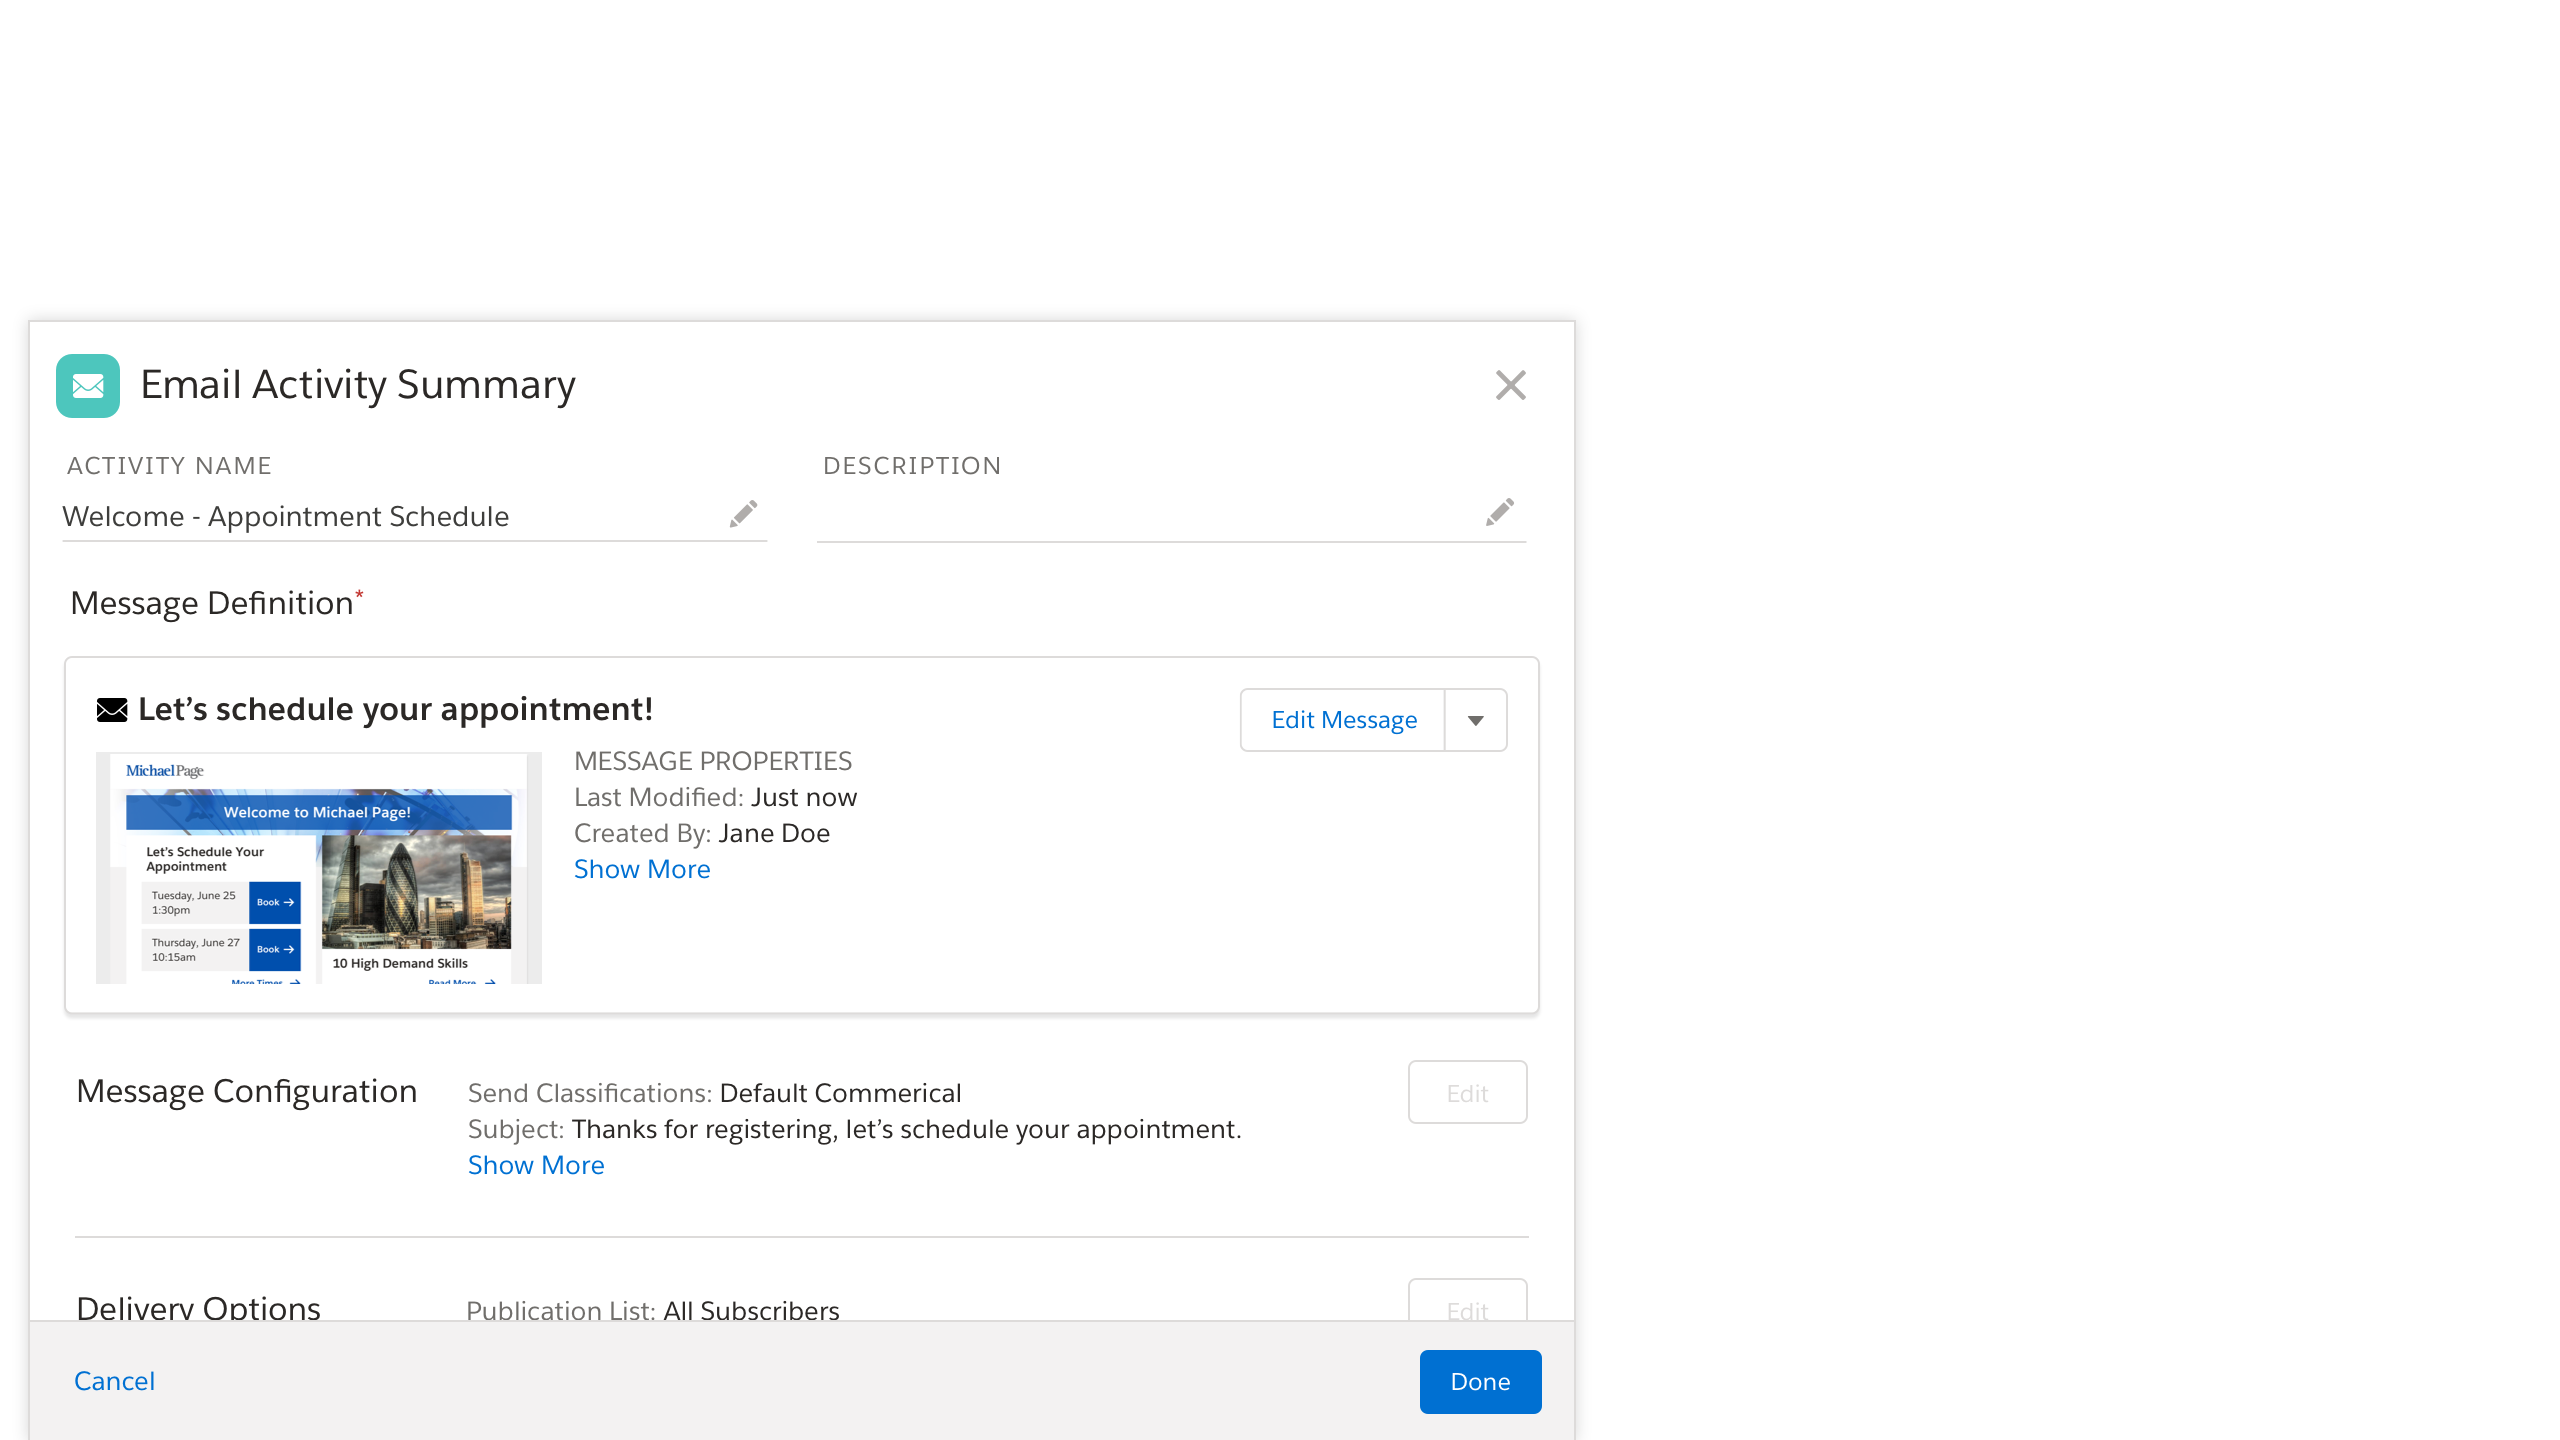 Email Activity Summary
ACTIVITY NAME
DESCRIPTION
Welcome - Appointment Schedule
Message Definition*
Let’s schedule your appointment!
Edit Message
MichaelPage
Welcome to Michael Page!
Let’s Schedule Your
Appointment
Tuesday, June 25
1:30pm
Book →
Thursday, June 27
10:15am
Book →
More Times →
10 High Demand Skills
Read More →
MESSAGE PROPERTIES
Last Modified: Just now
Created By: Jane Doe
Show More
Message Configuration
Send Classifications: Default Commerical
Subject: Thanks for registering, let’s schedule your appointment.
Show More
Edit
Delivery Options
Publication List: All Subscribers
Edit
Cancel
Done